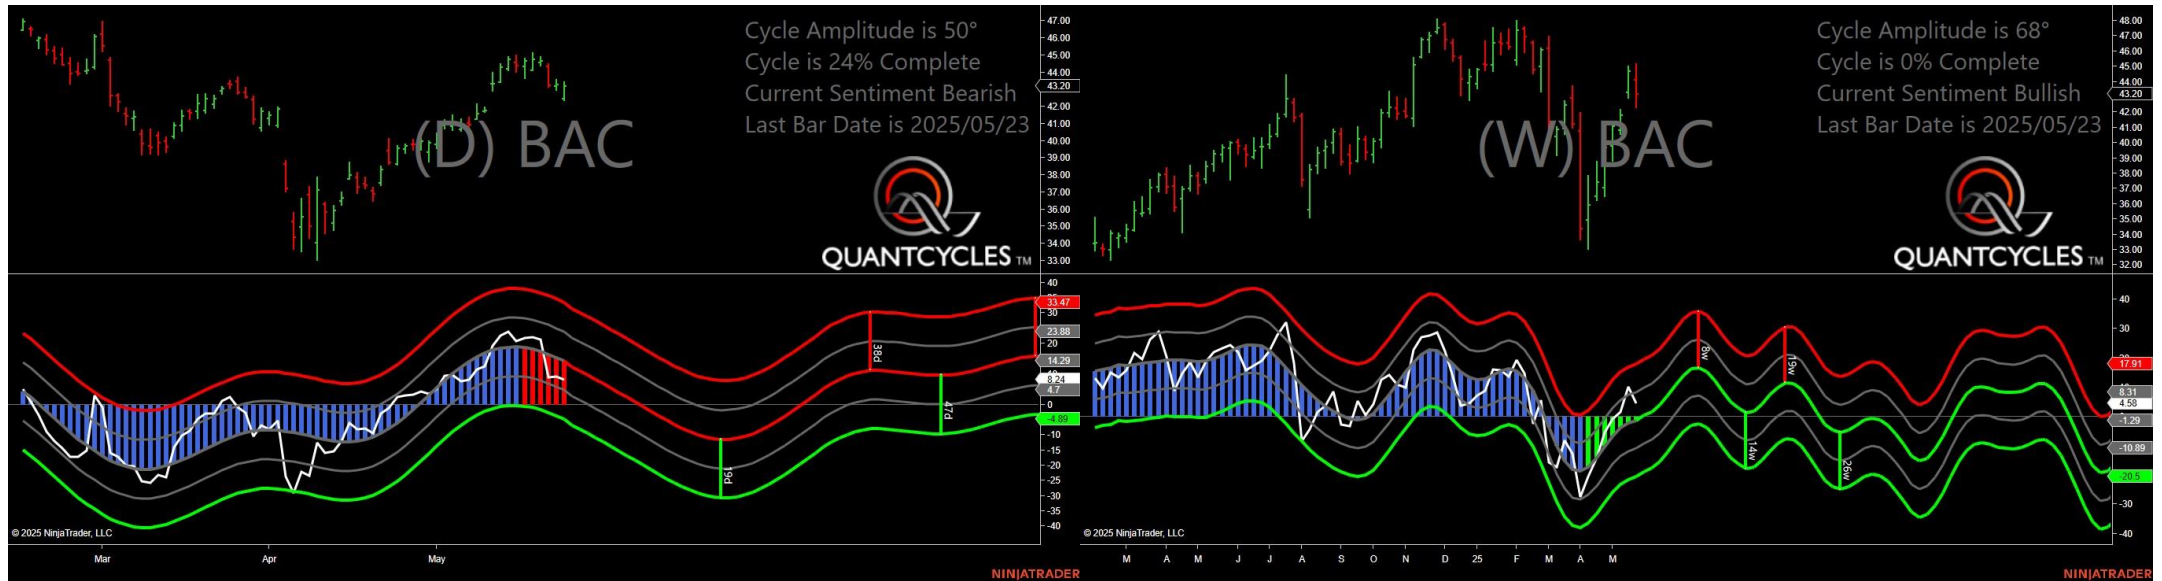 Cycle Amplitude is 50°
Cycle is 24% Complete
Current Sentiment Bearish
Last Bar Date is 2025/05/23
(D) BAC
QUANTCYCLES TM
47.00
46.00
45.00
44.00
43.20
42.00
41.00
40.00
39.00
38.00
37.00
36.00
35.00
34.00
33.00
40
33.47
30
23.88
20
14.29
8.24
4.7
0
-4.89
-10
-15
-20
-25
-30
-35
-40
19d
38d
47d
© 2025 NinjaTrader, LLC
Mar
Apr
May
NINJATRADER
Cycle Amplitude is 68°
Cycle is 0% Complete
Current Sentiment Bullish
Last Bar Date is 2025/05/23
(W) BAC
QUANTCYCLES TM
48.00
47.00
46.00
45.00
44.00
43.20
42.00
41.00
40.00
39.00
38.00
37.00
36.00
35.00
34.00
33.00
32.00
40
30
17.91
8.31
4.58
-1.29
-10.89
-20.5
-30
-40
8w
14w
19w
26w
© 2025 NinjaTrader, LLC
M
A
M
J
J
A
S
O
N
D
25
F
M
A
M
NINJATRADER